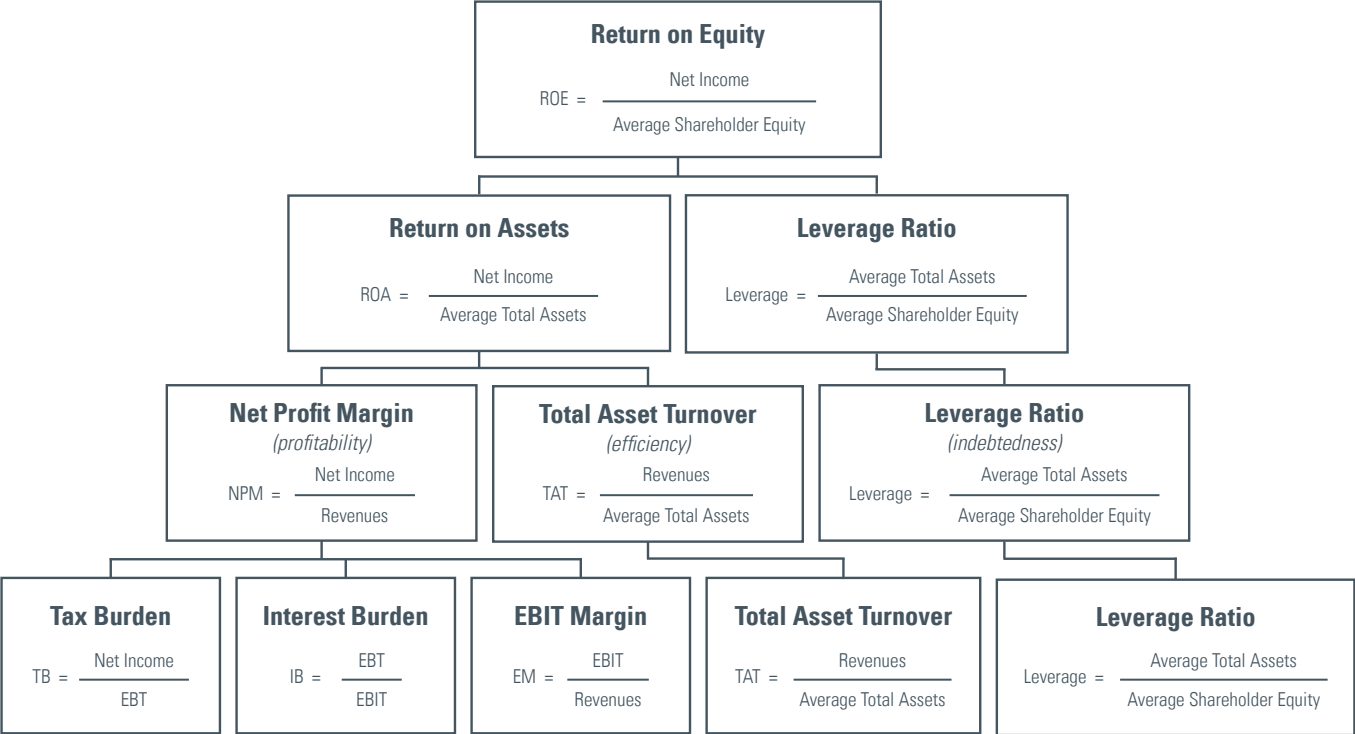 Return on Equity
ROE =
Net Income
Average Shareholder Equity
Return on Assets
ROA =
Net Income
Average Total Assets
Leverage Ratio
Leverage =
Average Total Assets
Average Shareholder Equity
Net Profit Margin
(profitability)
NPM =
Net Income
Revenues
Total Asset Turnover
(efficiency)
TAT =
Revenues
Average Total Assets
Leverage Ratio
(indebtedness)
Leverage =
Average Total Assets
Average Shareholder Equity
Tax Burden
TB =
Net Income
EBT
Interest Burden
IB =
EBT
EBIT
EBIT Margin
EM =
EBIT
Revenues
Total Asset Turnover
TAT =
Revenues
Average Total Assets
Leverage Ratio
Leverage =
Average Total Assets
Average Shareholder Equity